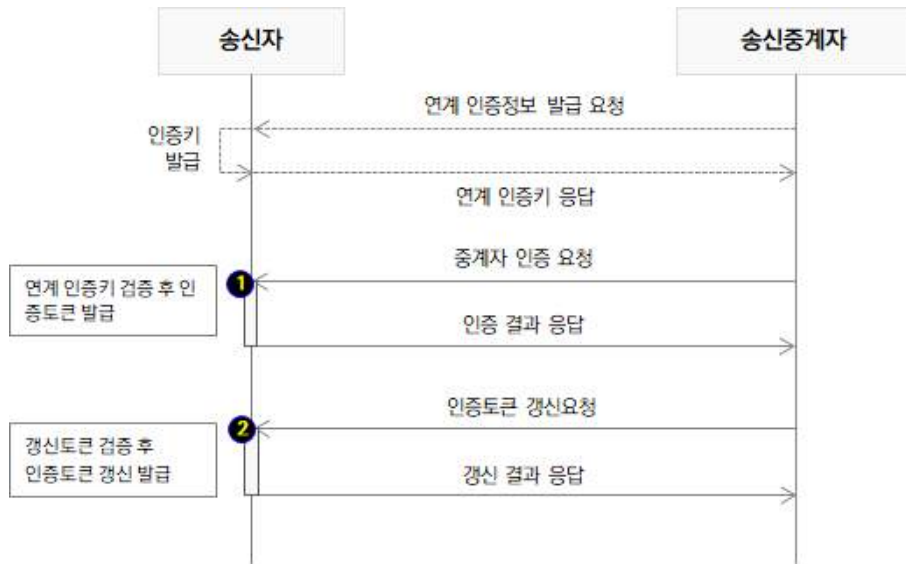 송신자
송신중계자
연계 인증정보 발급 요청
인증키
발급
연계 인증키 응답
중계자 인증 요청
1
연계 인증키 검증 후 인
증토큰 발급
인증 결과 응답
인증토큰 갱신요청
2
갱신토큰 검증 후
인증토큰 갱신 발급
갱신 결과 응답